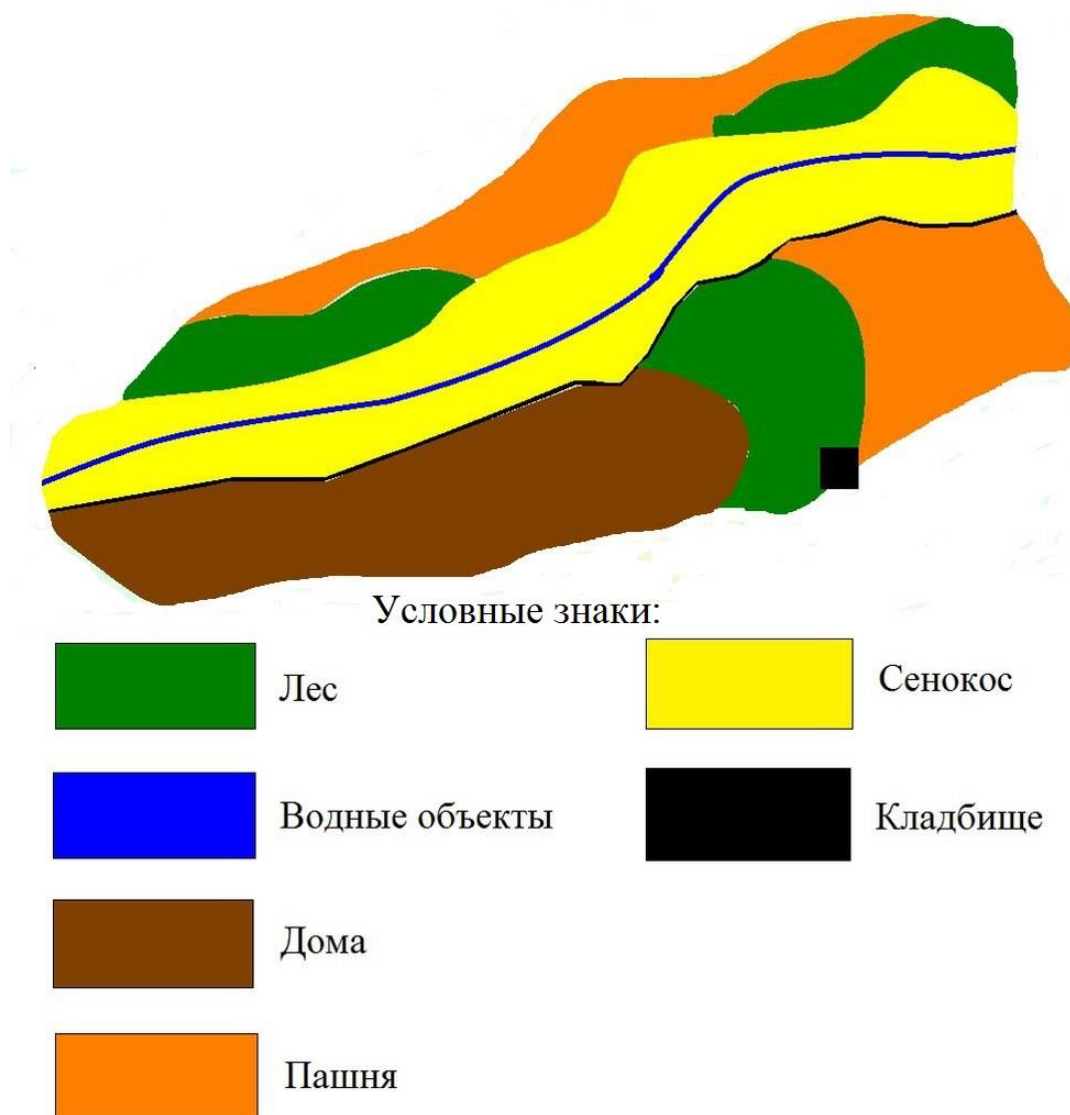 Условные знаки:
Лес
Сенокос
Водные объекты
Кладбище
Дома
Пашня